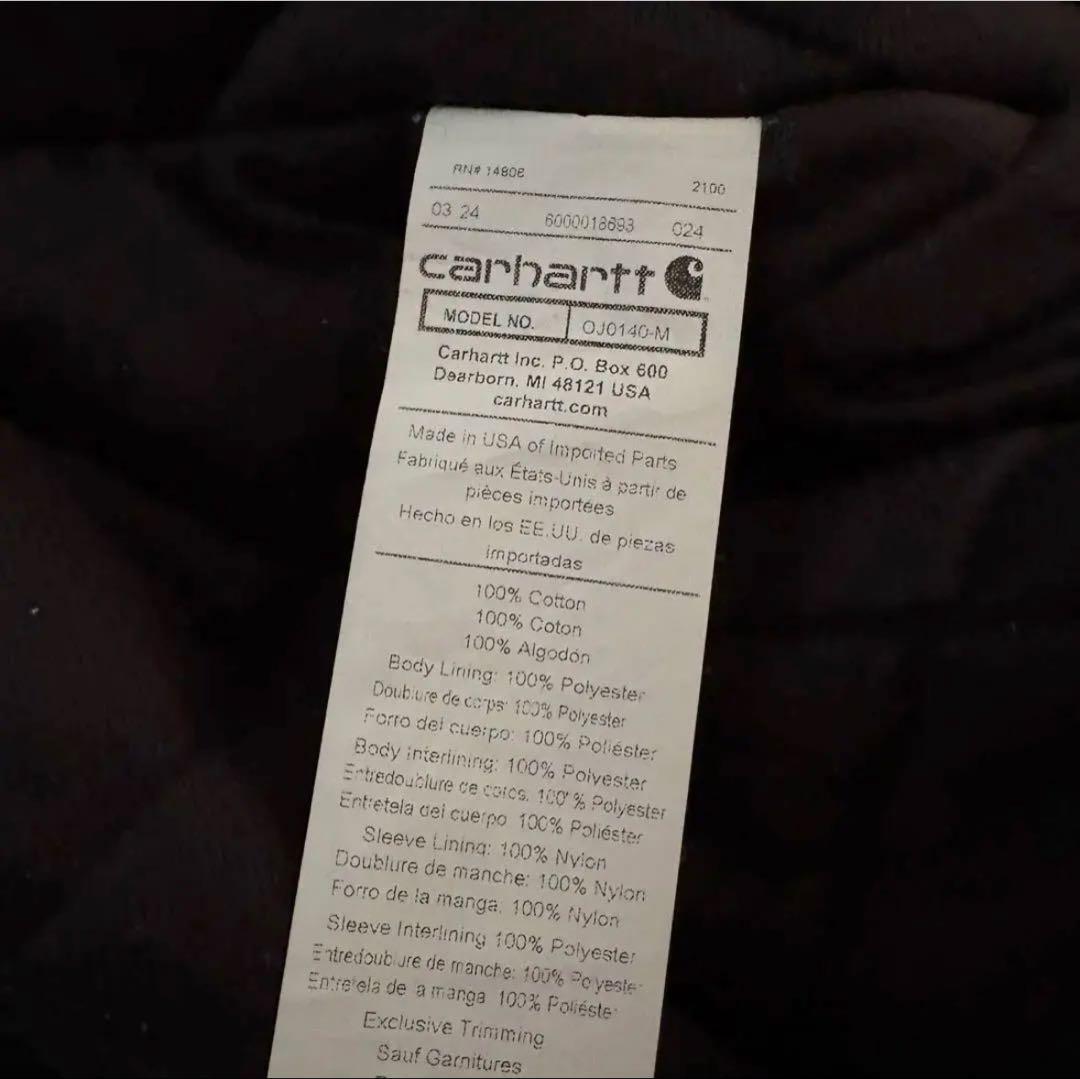 RN# 14806 2100
03 24 6000018693 024
carhartt
MODEL NO. OJ0140-M
Carhartt Inc. P.O. Box 600
Dearborn, MI 48121 USA
carhartt.com
Made in USA of Imported Parts
Fabriqué aux États-Unis à partir de
pièces importées
Hecho en los EE.UU. de piezas
importadas
100% Cotton
100% Coton
100% Algodón
Body Lining: 100% Polyester
Doublure de corps: 100% Polyester
Forro del cuerpo: 100% Poliéster
Body Interlining: 100% Polyester
Entredoublure de corps. 100% Polyester
Entretela del cuerpo 100% Poliéster
Sleeve Lining: 100% Nylon
Doublure de manche: 100% Nylon
Forro de la manga. 100% Nylon
Sleeve Interlining 100% Polyester
Entredoublure de manche: 100% Polyester
Entretela de la manga 100% Poliéster
Exclusive Trimming
Sauf Garnitures